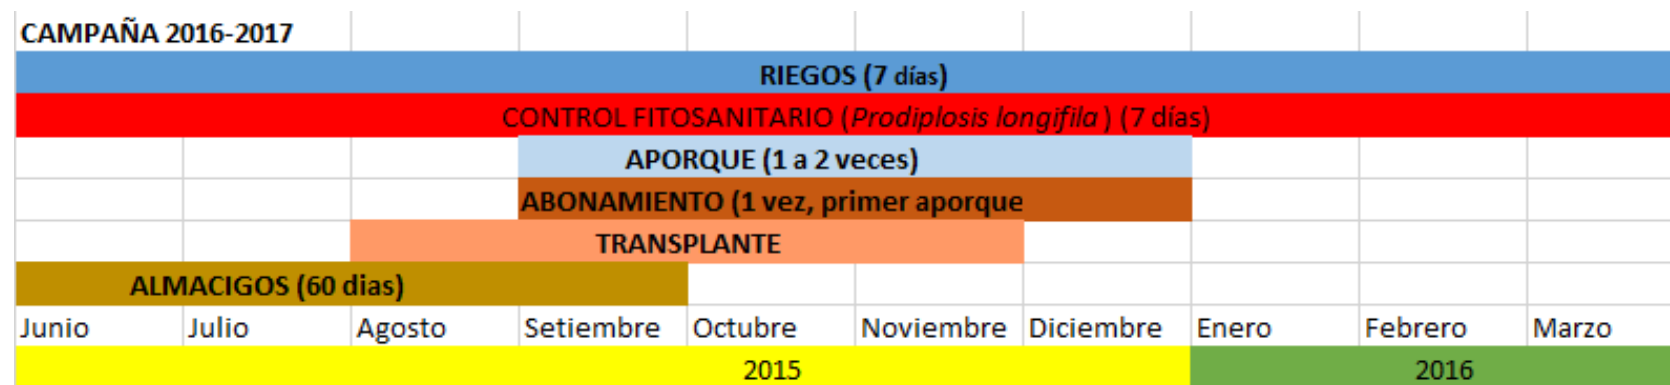 CAMPAÑA 2016-2017
RIEGOS (7 días)
CONTROL FITOSANITARIO (Prodiplosis longifila) (7 días)
APORQUE (1 a 2 veces)
ABONAMIENTO (1 vez, primer aporque
TRANSPLANTE
ALMACIGOS (60 dias)
Junio Julio Agosto Setiembre Octubre Noviembre Diciembre Enero Febrero Marzo
2015 2016